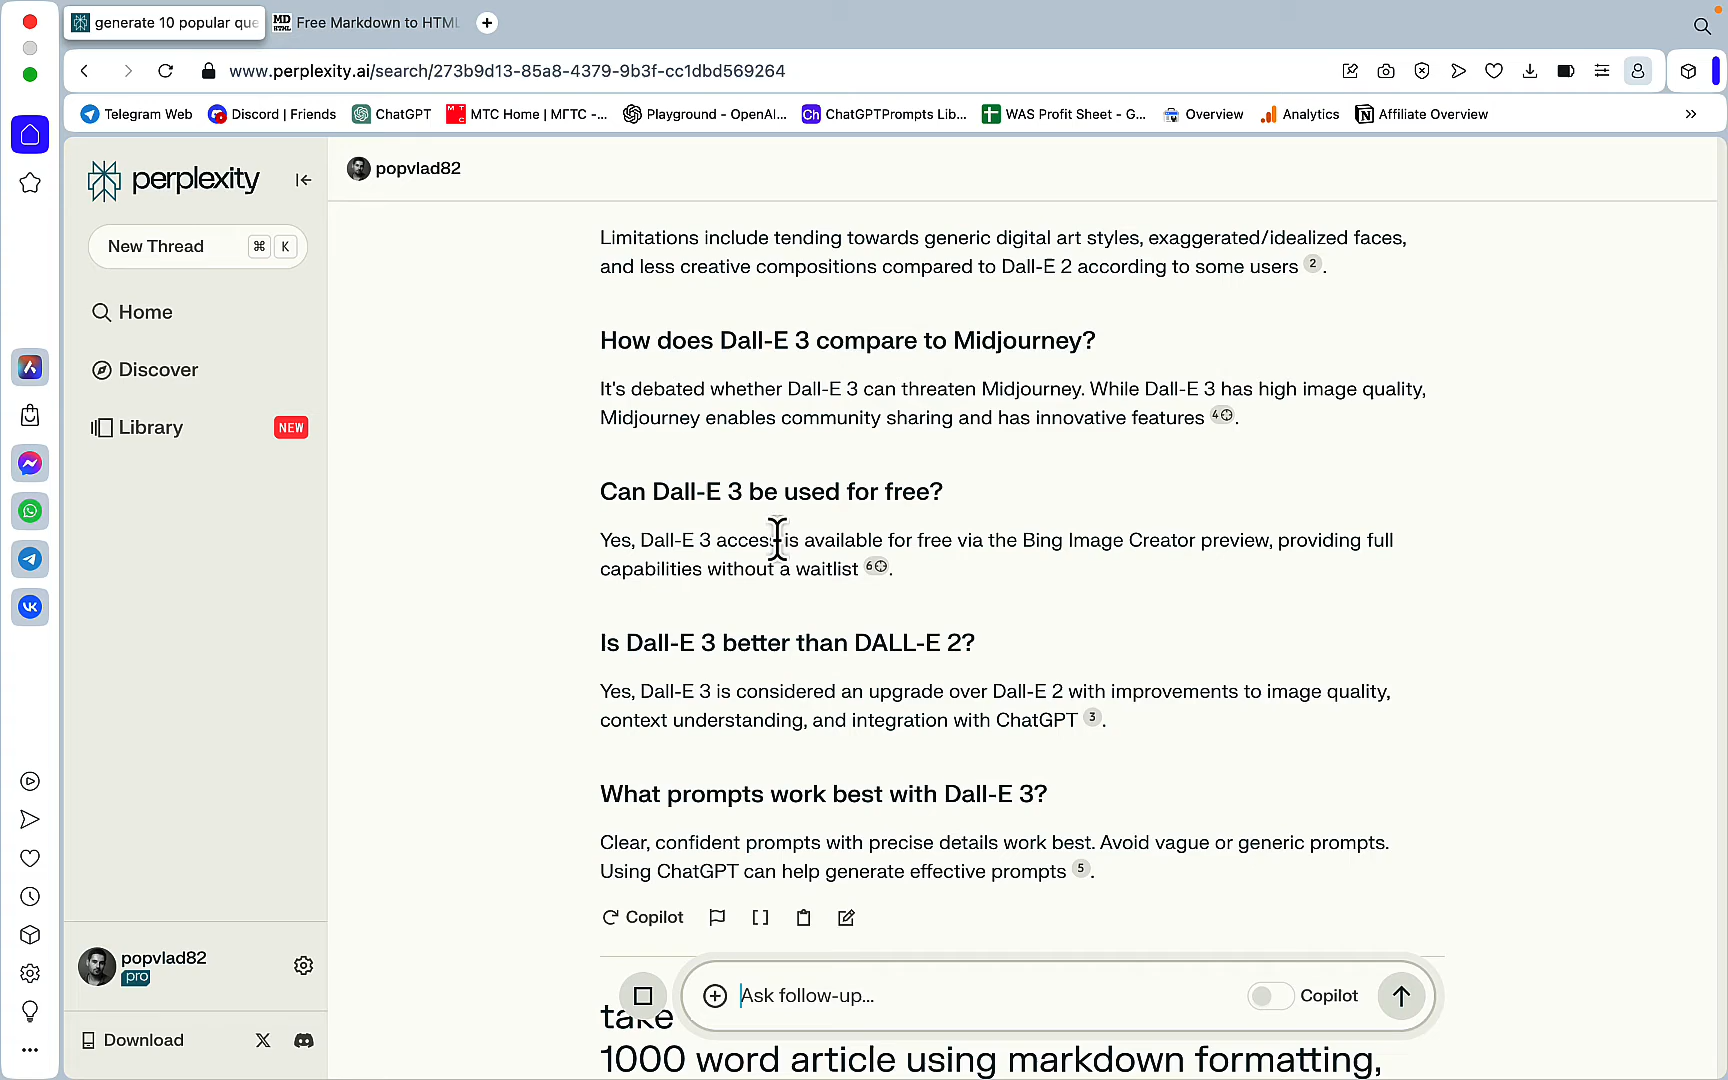 generate 10 popular que
MD HTML Free Markdown to HTML
www.perplexity.ai/search/273b9d13-85a8-4379-9b3f-cc1dbd569264
Telegram Web Discord | Friends ChatGPT МТС Home | МГТС -... Playground - OpenAI... Ch ChatGPTPrompts Lib... WAS Profit Sheet - G... Overview Analytics Affiliate Overview
perplexity
New Thread ⌘ K
Home
Discover
Library NEW
popvlad82
pro
Download
popvlad82
Limitations include tending towards generic digital art styles, exaggerated/idealized faces,
and less creative compositions compared to Dall-E 2 according to some users 2.
How does Dall-E 3 compare to Midjourney?
It's debated whether Dall-E 3 can threaten Midjourney. While Dall-E 3 has high image quality,
Midjourney enables community sharing and has innovative features 4.
Can Dall-E 3 be used for free?
Yes, Dall-E 3 access is available for free via the Bing Image Creator preview, providing full
capabilities without a waitlist 6.
Is Dall-E 3 better than DALL-E 2?
Yes, Dall-E 3 is considered an upgrade over Dall-E 2 with improvements to image quality,
context understanding, and integration with ChatGPT 3.
What prompts work best with Dall-E 3?
Clear, confident prompts with precise details work best. Avoid vague or generic prompts.
Using ChatGPT can help generate effective prompts 5.
Copilot
Ask follow-up... Copilot
take
1000 word article using markdown formatting,